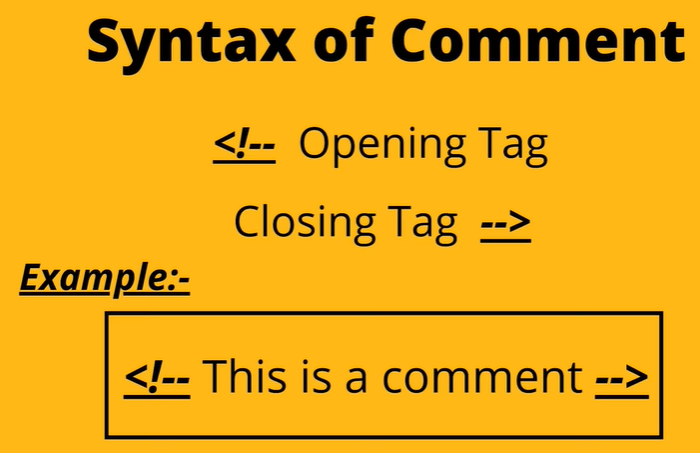 Syntax of Comment
<!-- Opening Tag
Closing Tag -->
Example:-
<!-- This is a comment -->